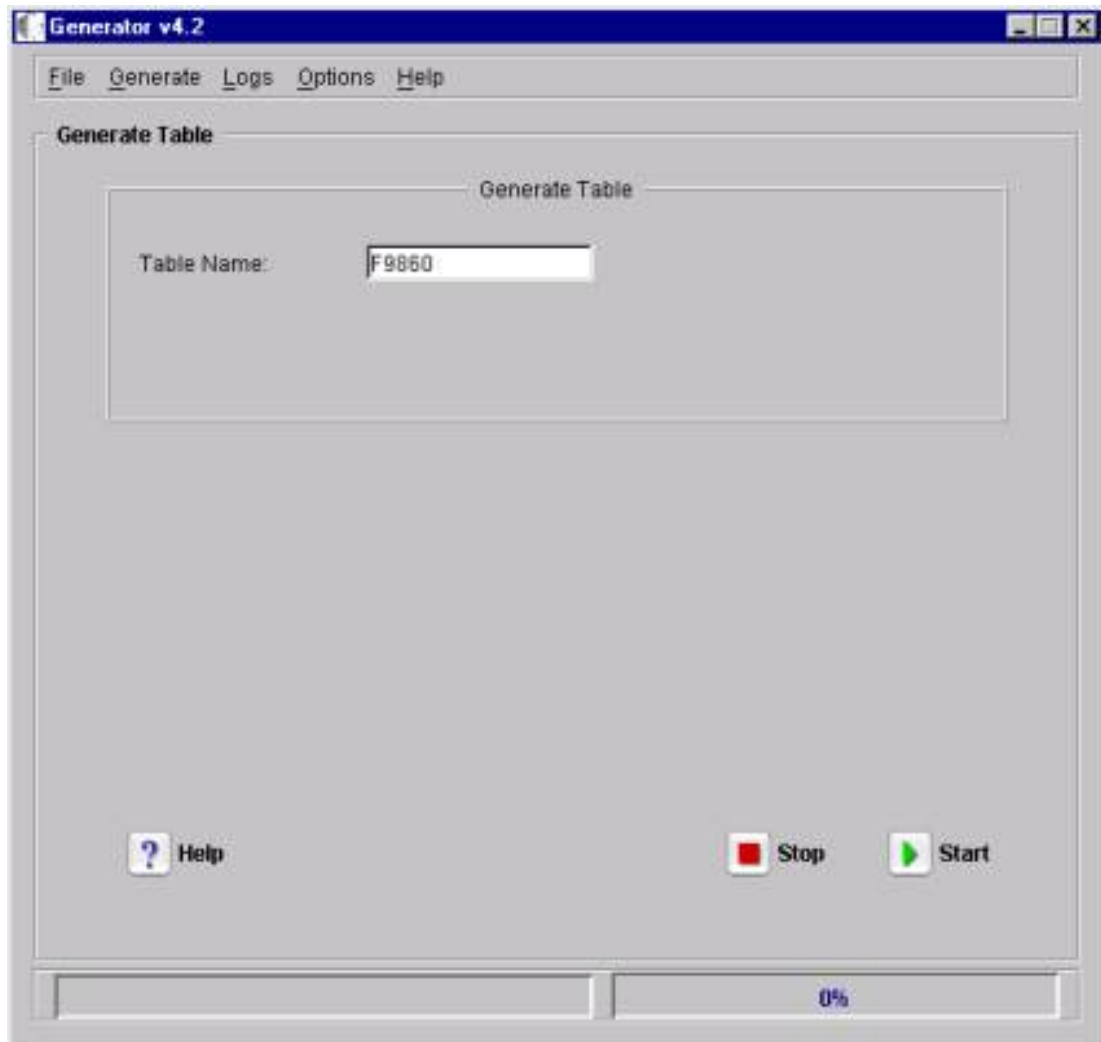 Generator v4.2
File Generate Logs Options Help
Generate Table
Generate Table
Table Name: F9860
? Help Stop Start
0%